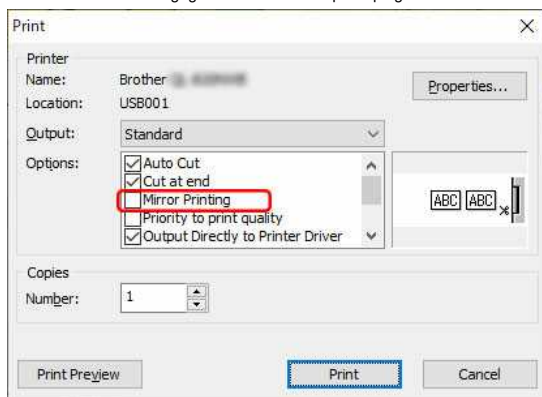 Print
Printer
Name: Brother
Properties...
Location: USB001
Output: Standard
Options:
Auto Cut
Cut at end
Mirror Printing
Priority to print quality
Output Directly to Printer Driver
ABC ABC
Copies
Number: 1
Print Preview Print Cancel